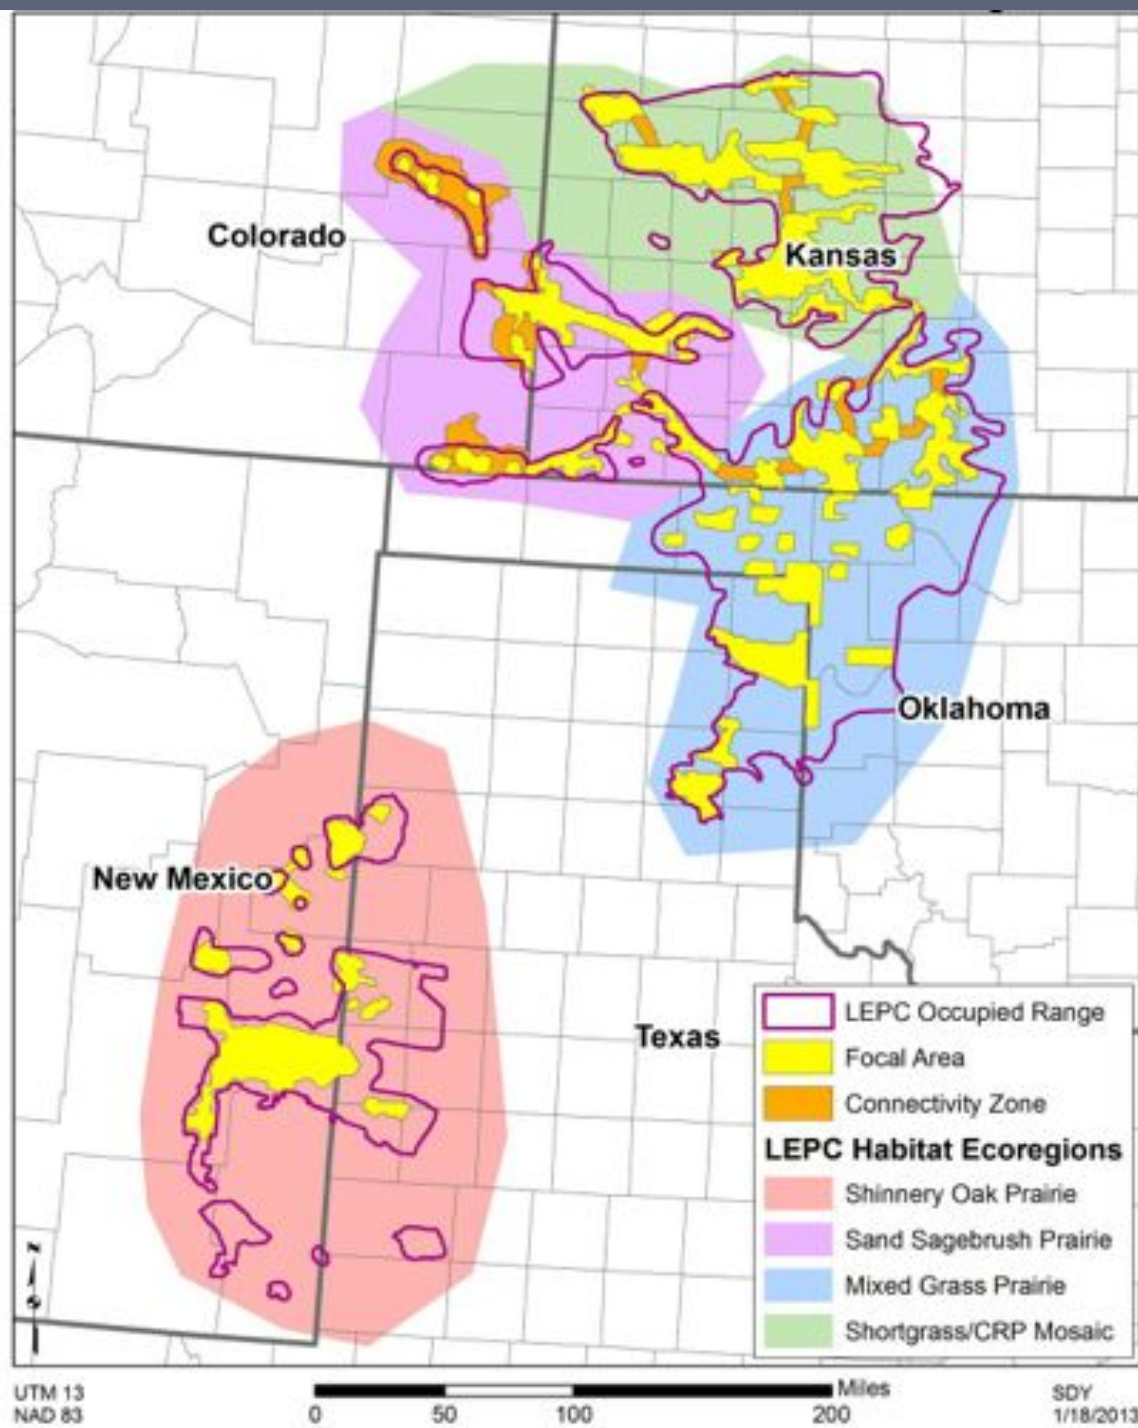 Colorado
Kansas
Oklahoma
New Mexico
Texas
LEPC Occupied Range
Focal Area
Connectivity Zone
LEPC Habitat Ecoregions
Shinnery Oak Prairie
Sand Sagebrush Prairie
Mixed Grass Prairie
Shortgrass/CRP Mosaic
N
UTM 13
NAD 83
0 50 100 200
Miles
SDY
1/18/2013